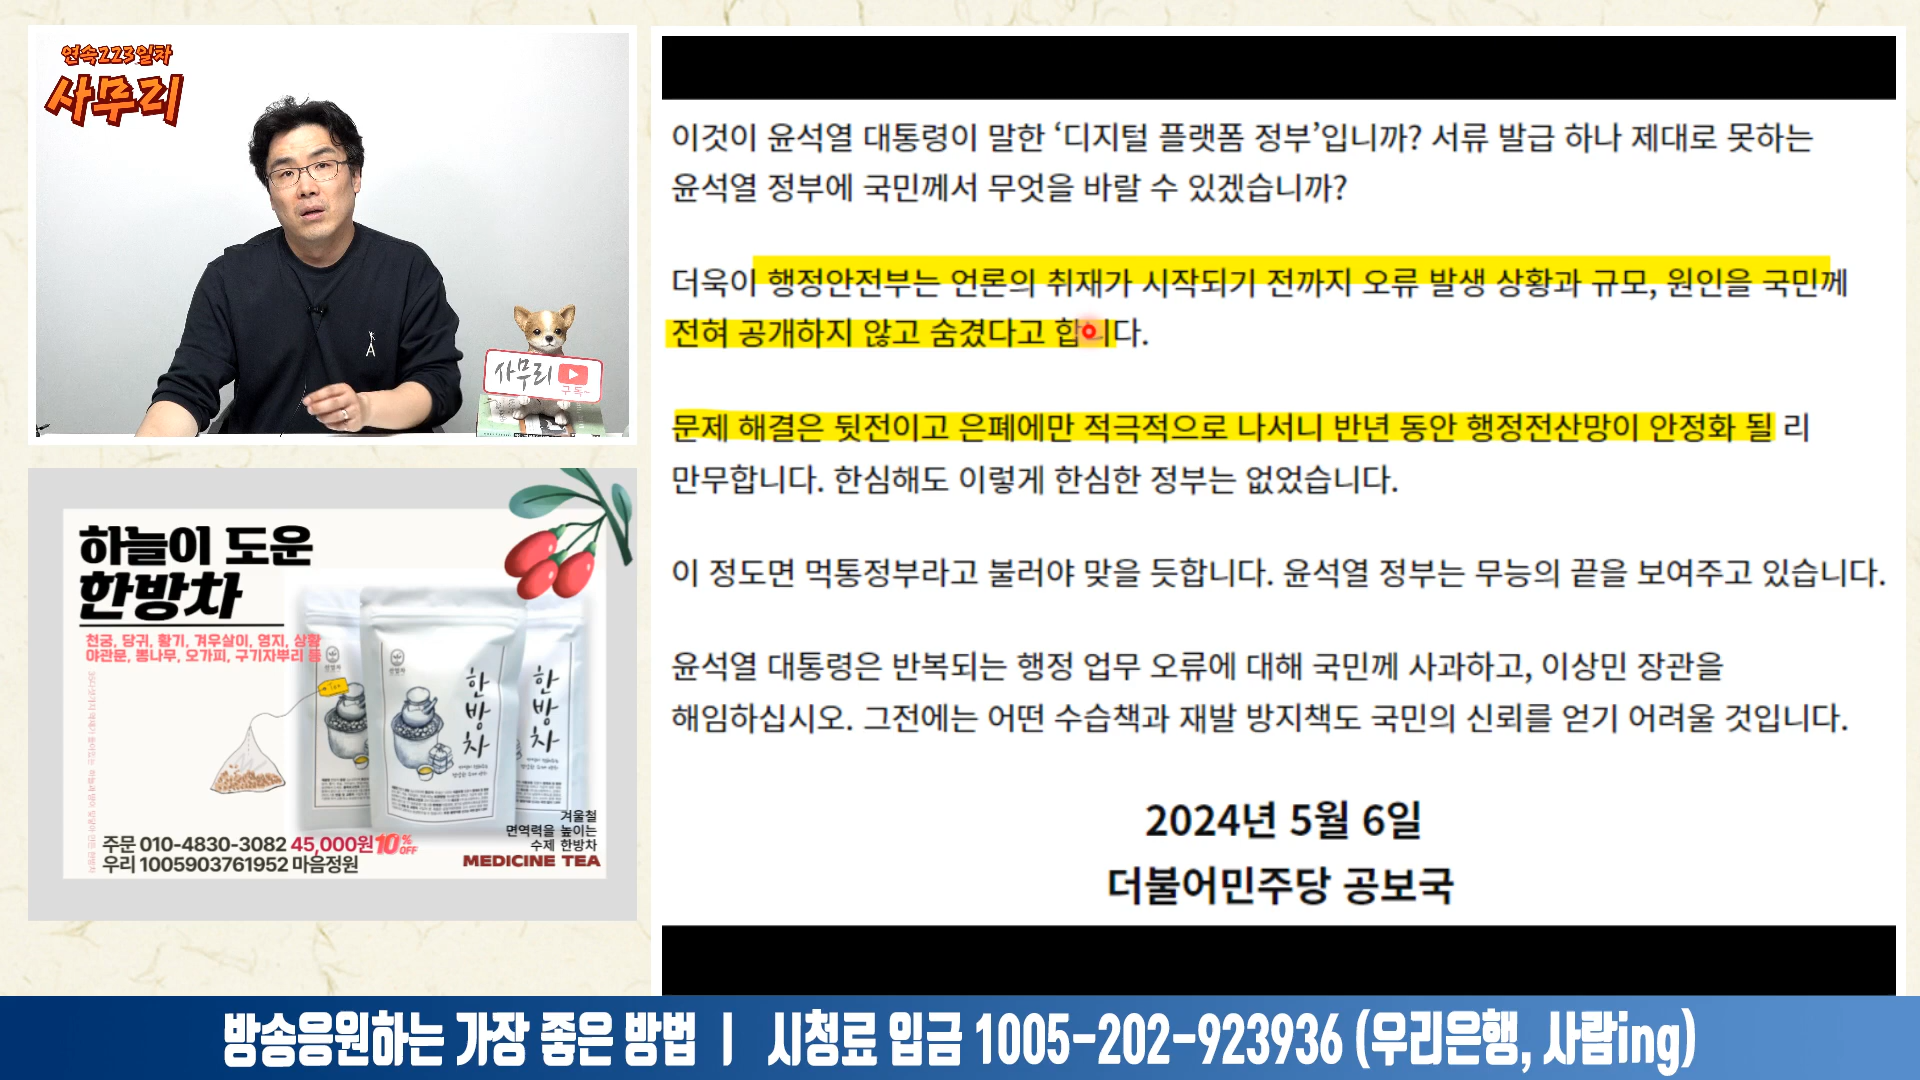 연속223일차
사무리
A
사무리
구독~
이것이 윤석열 대통령이 말한 ‘디지털 플랫폼 정부’입니까? 서류 발급 하나 제대로 못하는
윤석열 정부에 국민께서 무엇을 바랄 수 있겠습니까?
더욱이 행정안전부는 언론의 취재가 시작되기 전까지 오류 발생 상황과 규모, 원인을 국민께
전혀 공개하지 않고 숨겼다고 합니다.
문제 해결은 뒷전이고 은폐에만 적극적으로 나서니 반년 동안 행정전산망이 안정화 될 리
만무합니다. 한심해도 이렇게 한심한 정부는 없었습니다.
이 정도면 먹통정부라고 불러야 맞을 듯합니다. 윤석열 정부는 무능의 끝을 보여주고 있습니다.
윤석열 대통령은 반복되는 행정 업무 오류에 대해 국민께 사과하고, 이상민 장관을
해임하십시오. 그전에는 어떤 수습책과 재발 방지책도 국민의 신뢰를 얻기 어려울 것입니다.
2024년 5월 6일
더불어민주당 공보국
하늘이 도운
한방차
천궁, 당귀, 황기, 겨우살이, 영지, 상황
야관문, 뽕나무, 오가피, 구기자뿌리 등
한방차
한방차
겨울철
면역력을 높이는
수제 한방차
MEDICINE TEA
주문 010-4830-3082 45,000원 10% OFF
우리 1005903761952 마음정원
방송응원하는 가장 좋은 방법 | 시청료 입금 1005-202-923936 (우리은행, 사람ing)